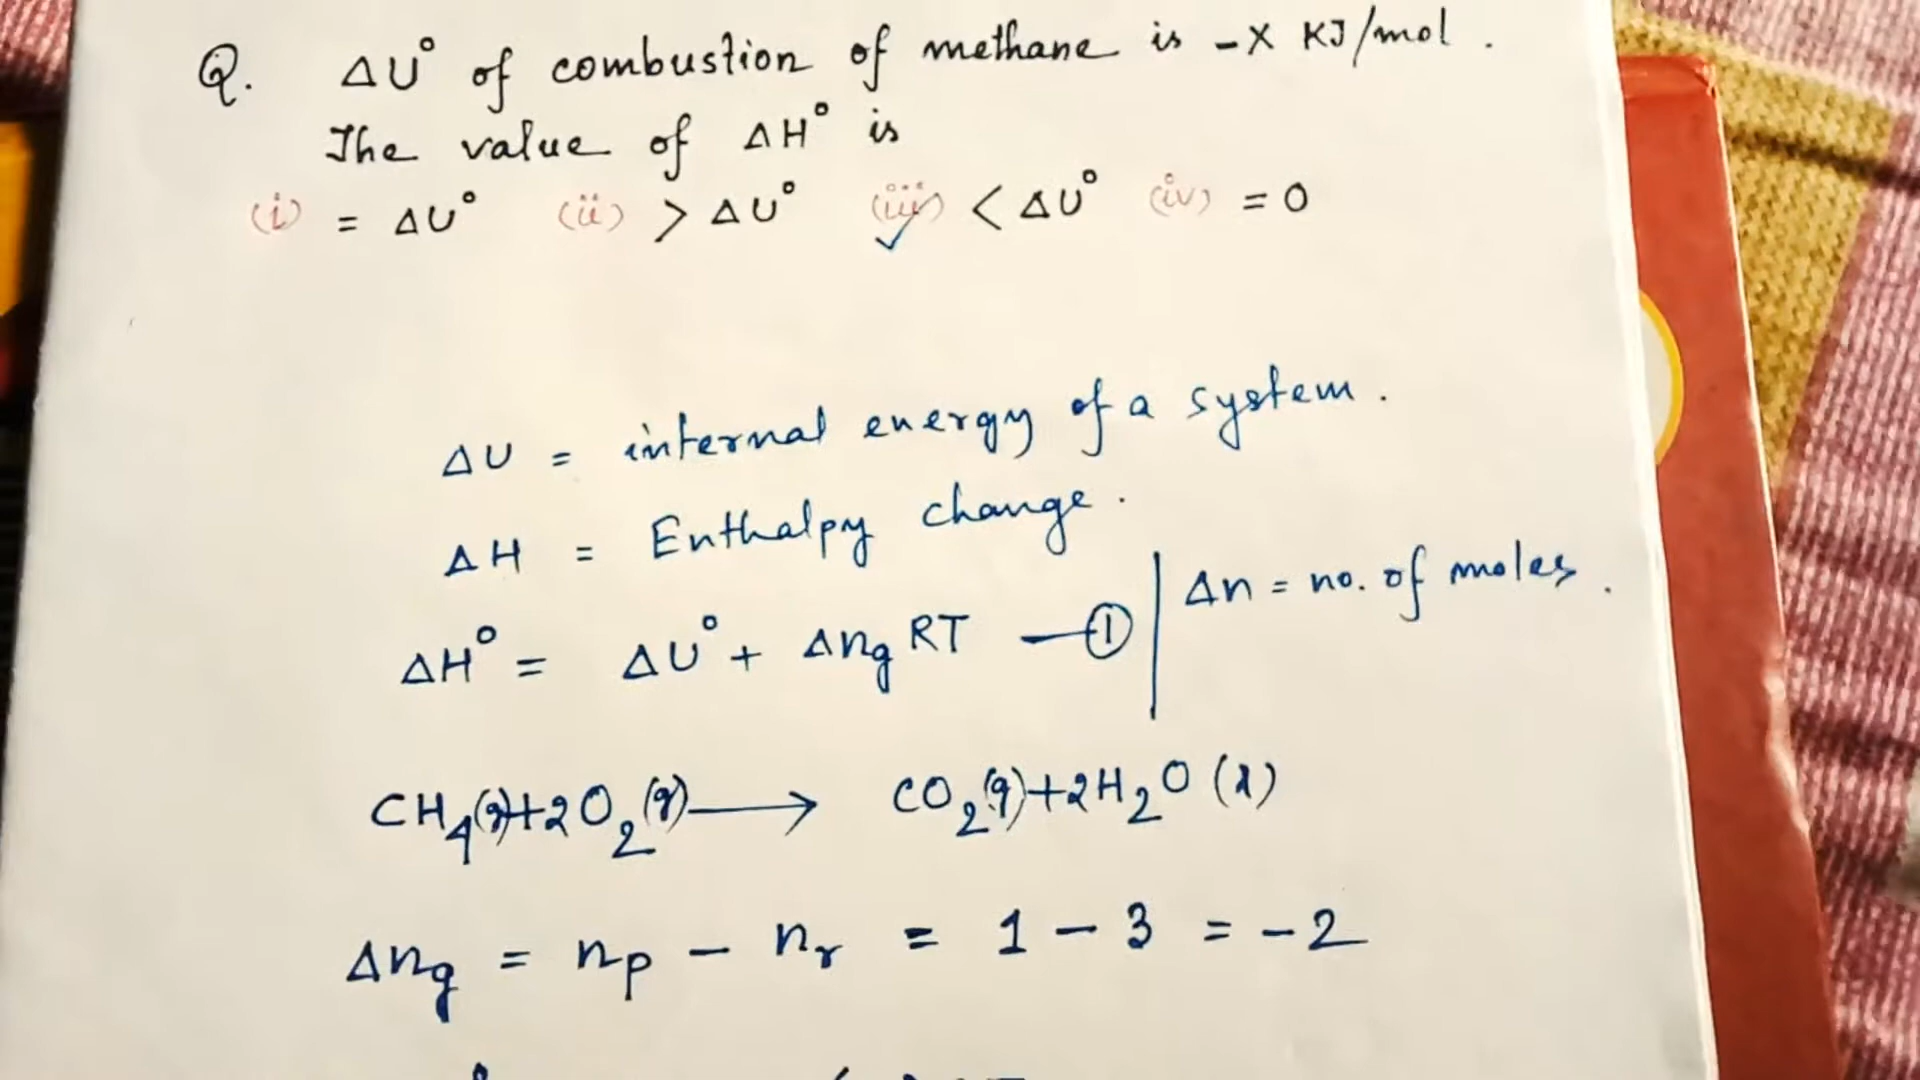 Q. ΔU° of combustion of methane is -X KJ/mol.
The value of ΔH° is
(i) = ΔU° (ii) > ΔU° (iii) < ΔU° (iv) = 0
ΔU = internal energy of a system.
ΔH = Enthalpy change.
Δn = no. of moles.
ΔH° = ΔU° + Δng RT — ①
CH₄(g)+2O₂(g) ⟶ CO₂(g)+2H₂O (l)
Δng = np - nr = 1 - 3 = -2